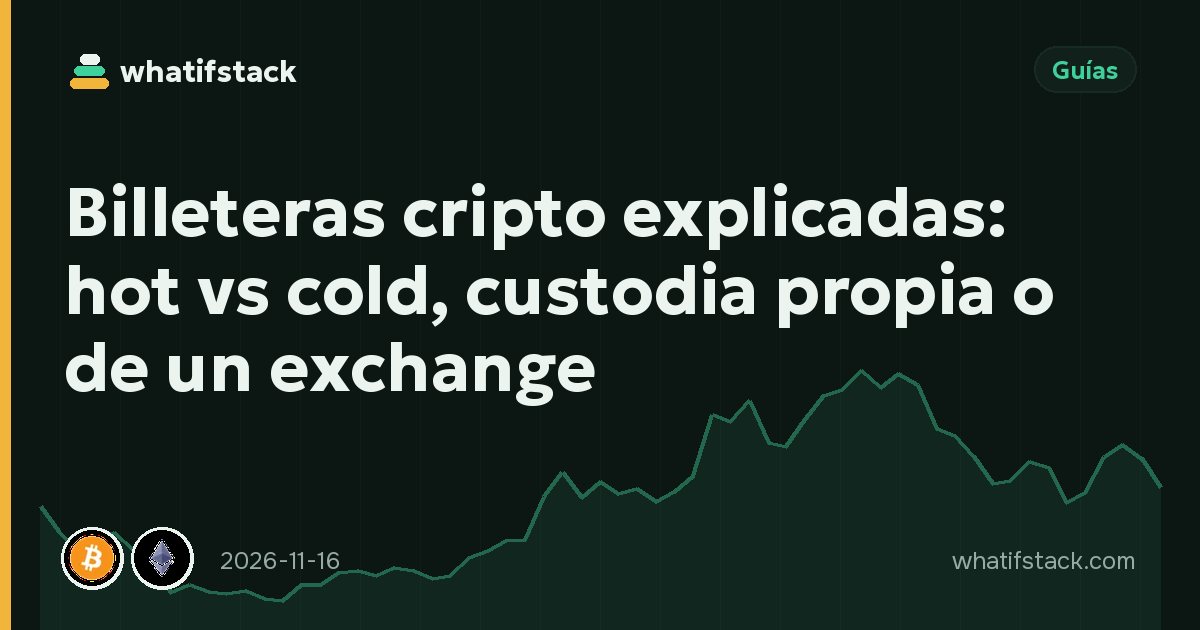 whatifstack
Guías
Billeteras cripto explicadas:
hot vs cold, custodia propia o
de un exchange
2026-11-16
whatifstack.com